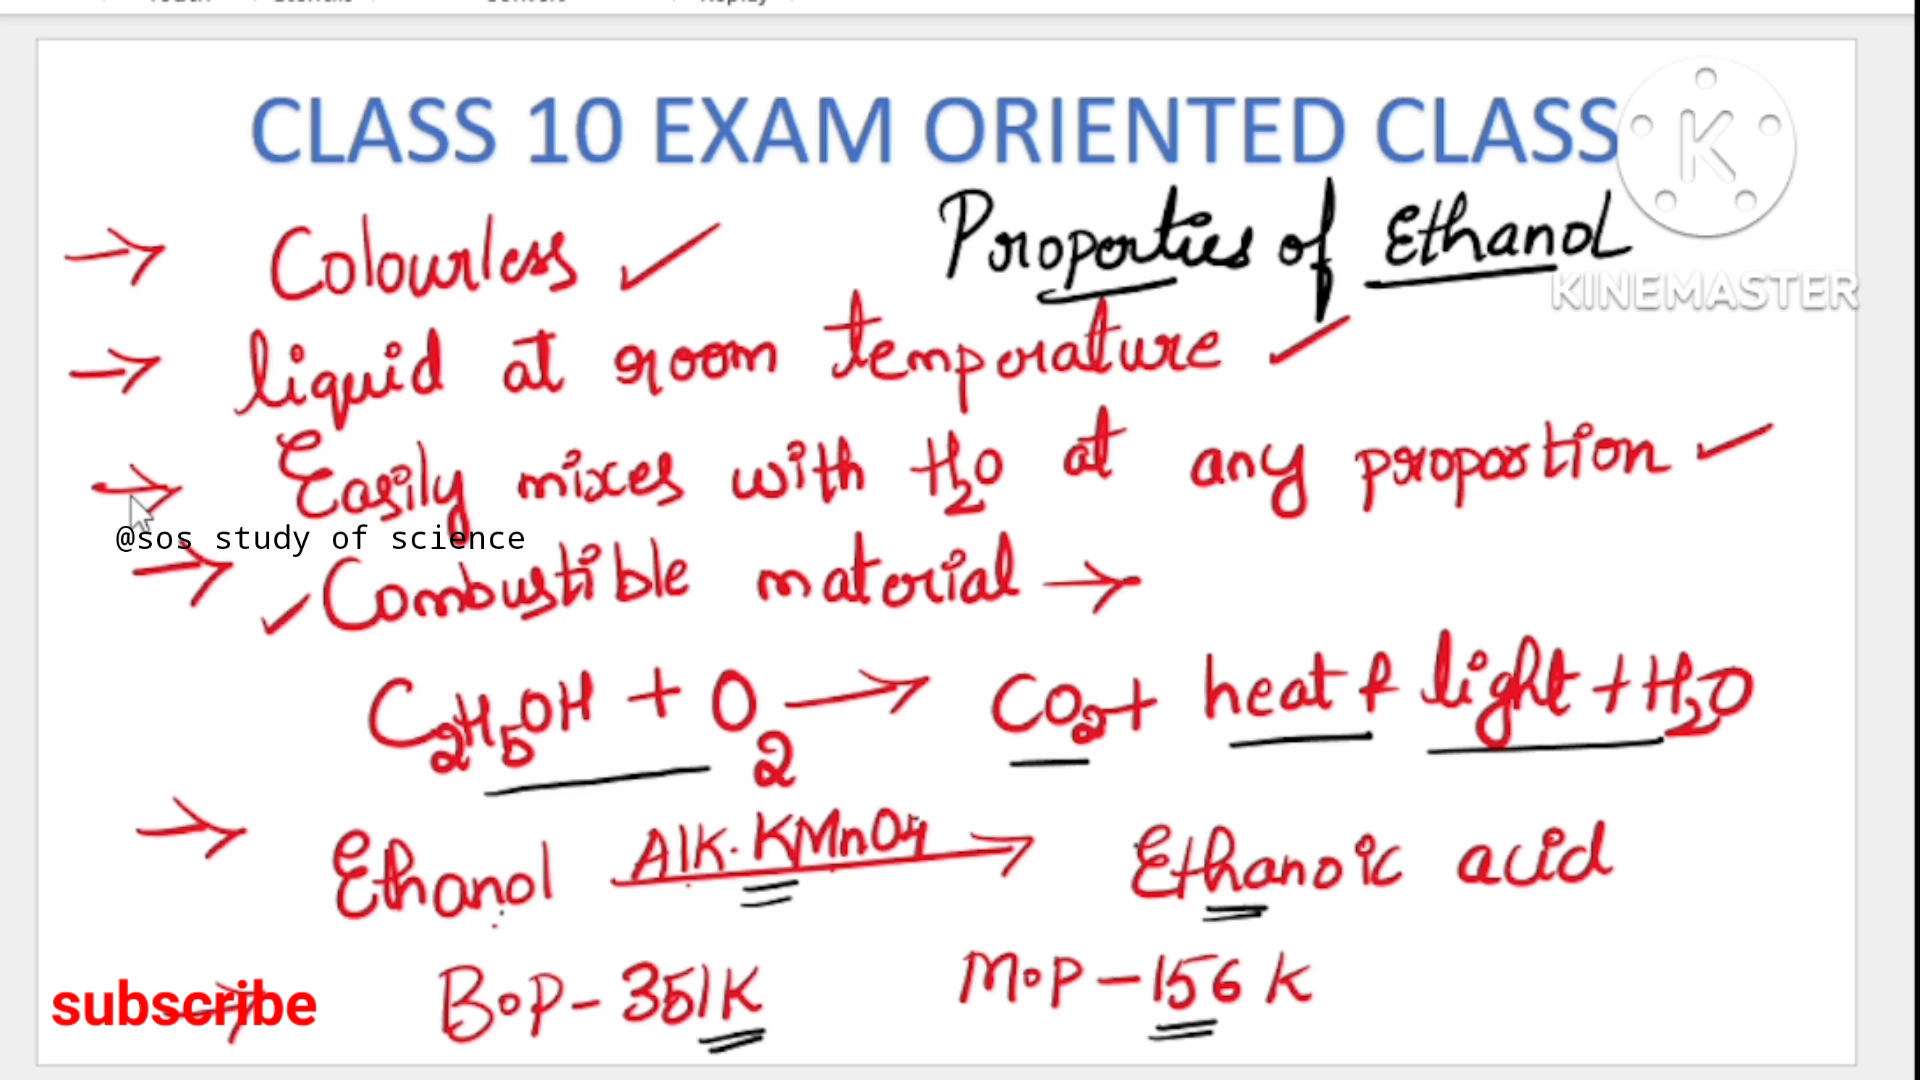 CLASS 10 EXAM ORIENTED CLASS
K
KINEMASTER
Properties of Ethanol
→ Colourless ✓
→ liquid at room temperature ✓
→ Easily mixes with H₂O at any proportion ✓
@sos study of science
→ ✓ Combustible material →
C₂H₅OH + O₂ → CO₂ + heat & light + H₂O
→ Ethanol Alk. KMnO₄ → Ethanoic acid
subscribe
→ B.P - 351K M.P - 156 K